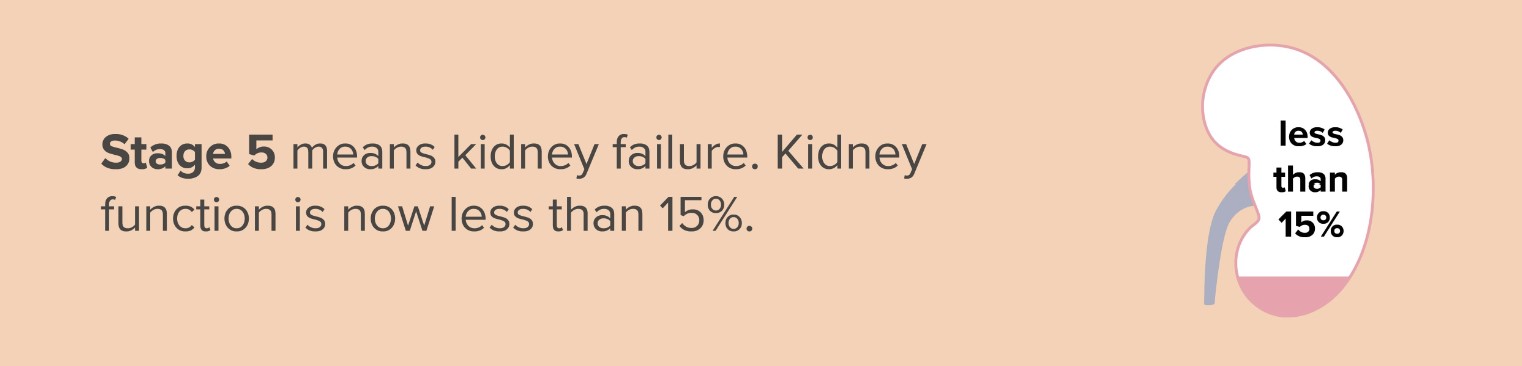 Stage 5 means kidney failure. Kidney
function is now less than 15%.
less
than
15%